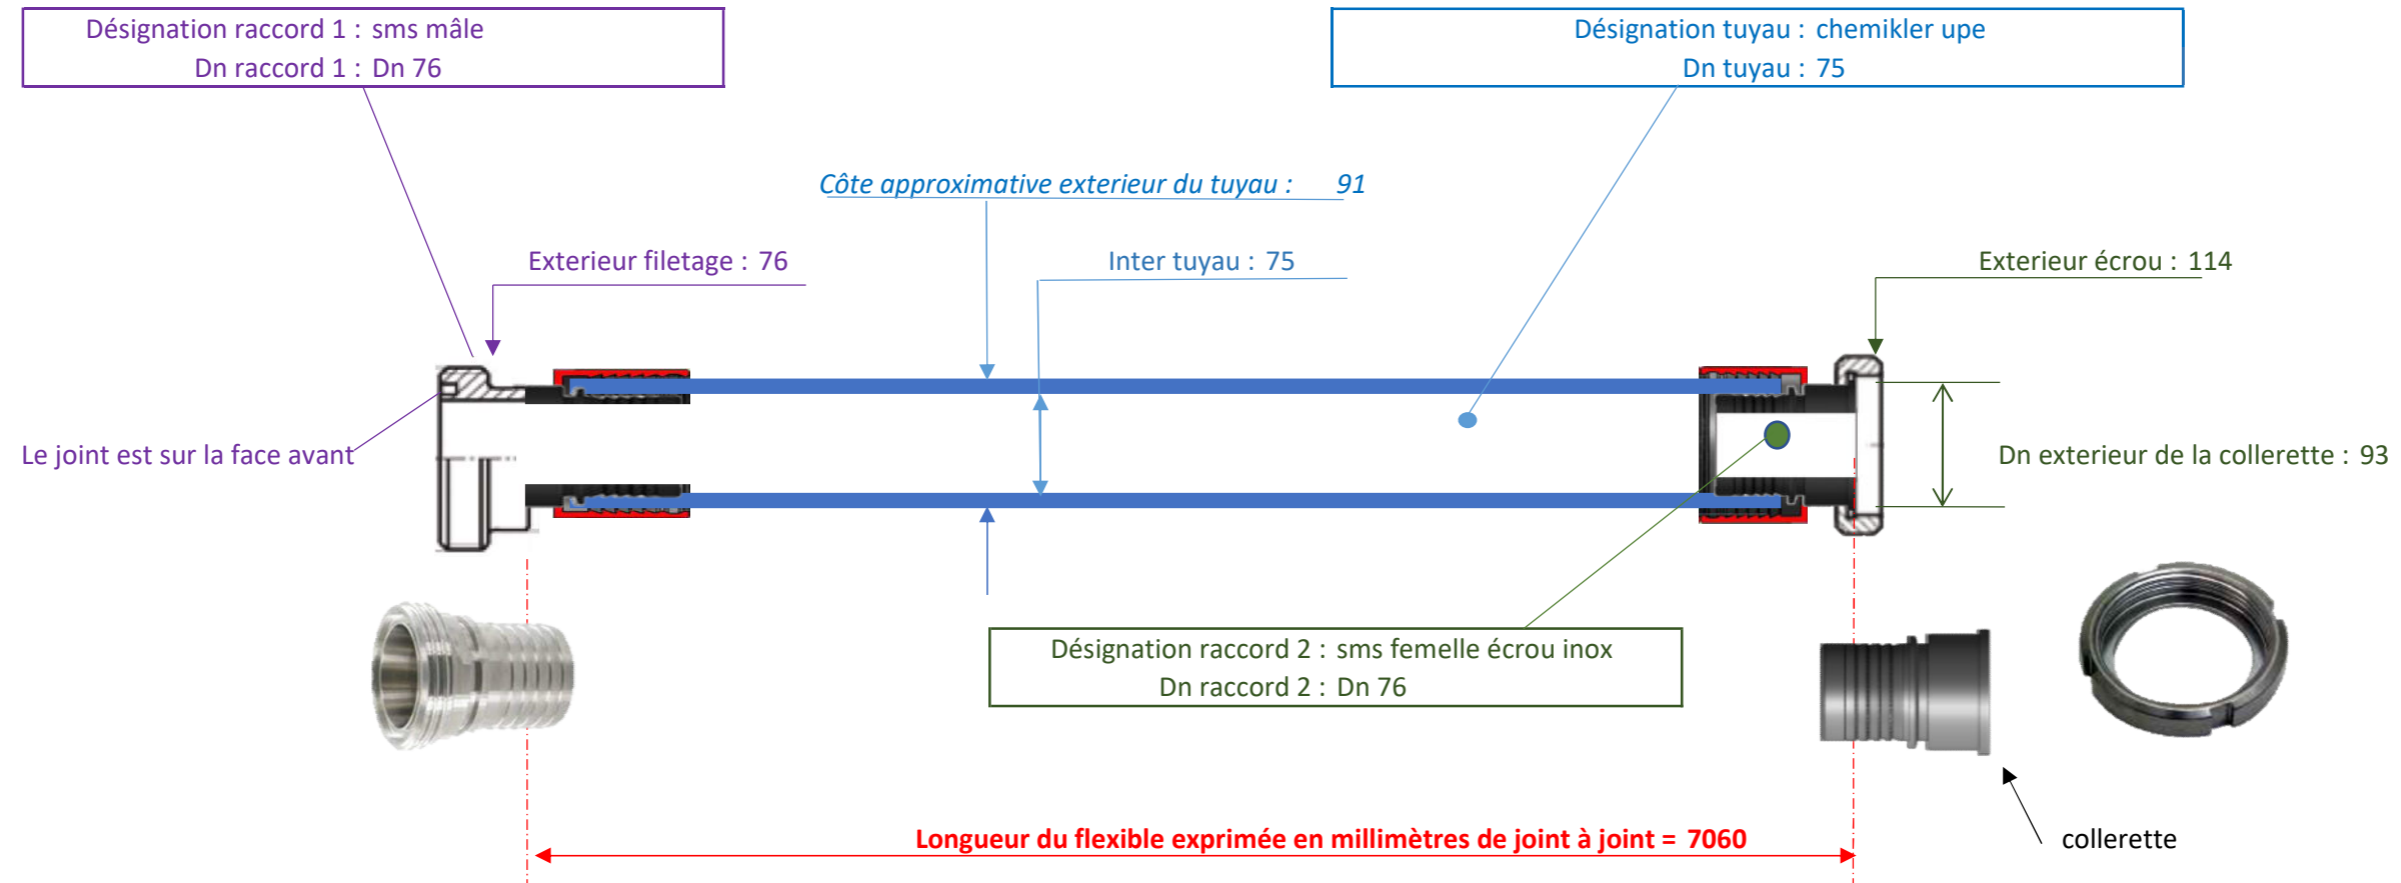 Désignation raccord 1 : sms mâle
Dn raccord 1 : Dn 76
Désignation tuyau : chemikler upe
Dn tuyau : 75
Côte approximative exterieur du tuyau : 91
Exterieur filetage : 76
Inter tuyau : 75
Exterieur écrou : 114
Le joint est sur la face avant
Dn exterieur de la collerette : 93
Désignation raccord 2 : sms femelle écrou inox
Dn raccord 2 : Dn 76
Longueur du flexible exprimée en millimètres de joint à joint = 7060
collerette